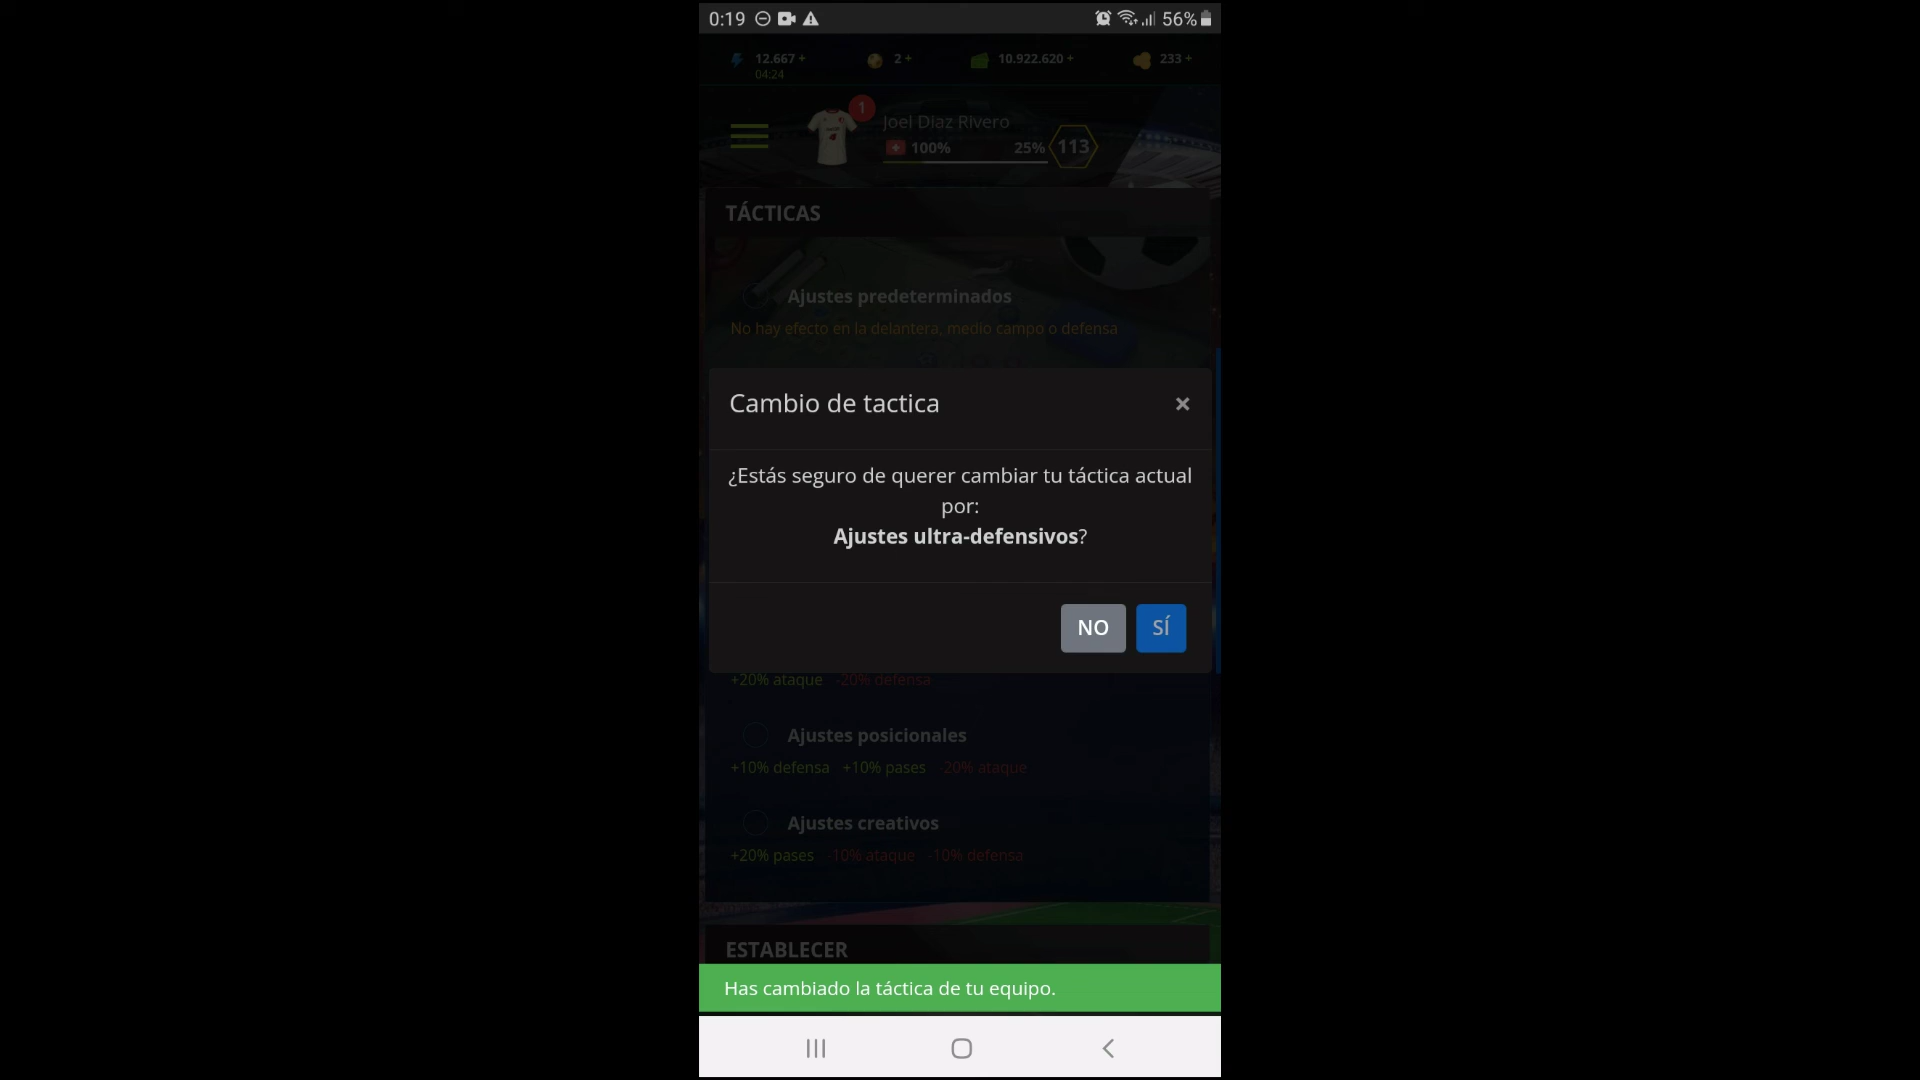 0:19
56%
12.667 +
04:24
2 +
10.922.620 +
233 +
1
Joel Diaz Rivero
100%
25%
113
TÁCTICAS
Ajustes predeterminados
No hay efecto en la delantera, medio campo o defensa
Cambio de tactica
×
¿Estás seguro de querer cambiar tu táctica actual
por:
Ajustes ultra-defensivos?
NO
SÍ
+20% ataque -20% defensa
Ajustes posicionales
+10% defensa +10% pases -20% ataque
Ajustes creativos
+20% pases -10% ataque -10% defensa
ESTABLECER
Has cambiado la táctica de tu equipo.